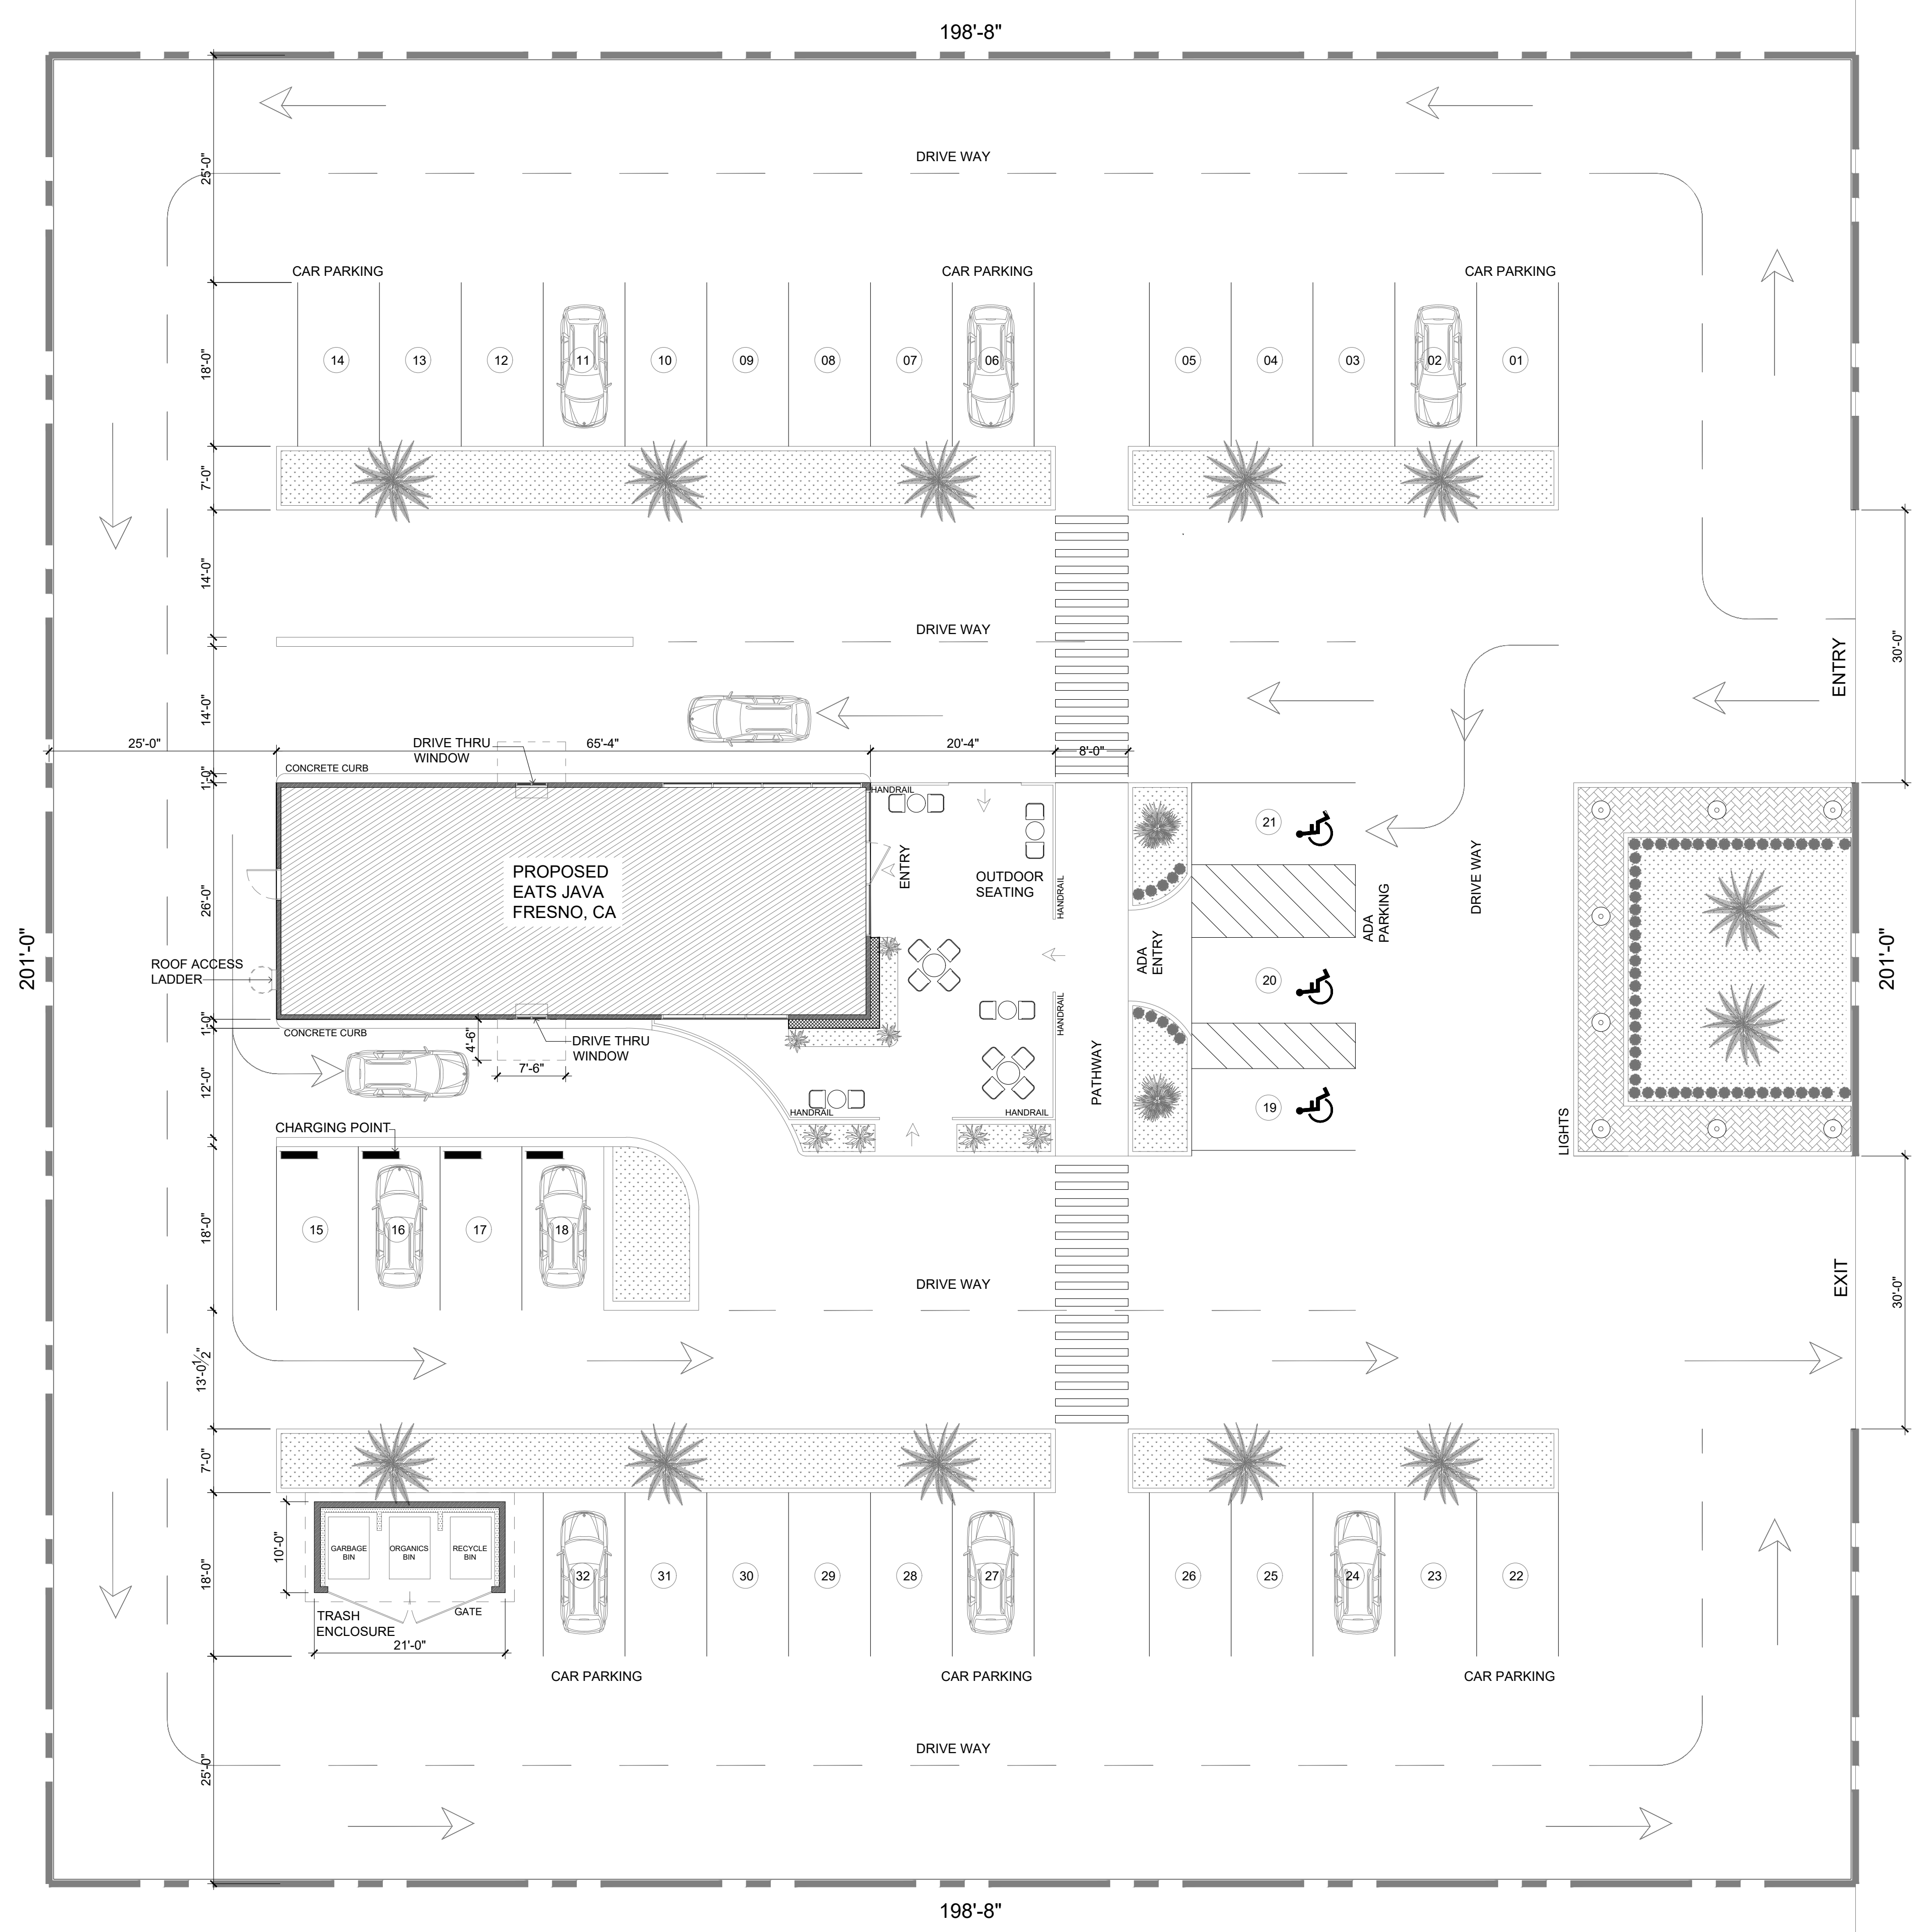 198'-8"
DRIVE WAY
25'-0"
CAR PARKING
CAR PARKING
CAR PARKING
18'-0"
14
13
12
11
10
09
08
07
06
05
04
03
02
01
7'-0"
14'-0"
DRIVE WAY
ENTRY
30'-0"
14'-0"
25'-0"
DRIVE THRU
WINDOW
65'-4"
20'-4"
8'-0"
1'-0"
CONCRETE CURB
HANDRAIL
21
PROPOSED
EATS JAVA
FRESNO, CA
ENTRY
OUTDOOR
SEATING
HANDRAIL
26'-0"
DRIVE WAY
ADA
PARKING
ADA
ENTRY
201'-0"
201'-0"
ROOF ACCESS
LADDER
20
HANDRAIL
1'-0"
CONCRETE CURB
4'-6"
DRIVE THRU
WINDOW
7'-6"
12'-0"
PATHWAY
HANDRAIL
HANDRAIL
19
LIGHTS
CHARGING POINT
18'-0"
15
16
17
18
DRIVE WAY
EXIT
30'-0"
13'-0 1/2"
7'-0"
10'-0"
GARBAGE
BIN
ORGANICS
BIN
RECYCLE
BIN
18'-0"
32
31
30
29
28
27
26
25
24
23
22
TRASH
ENCLOSURE
GATE
21'-0"
CAR PARKING
CAR PARKING
CAR PARKING
DRIVE WAY
25'-0"
198'-8"